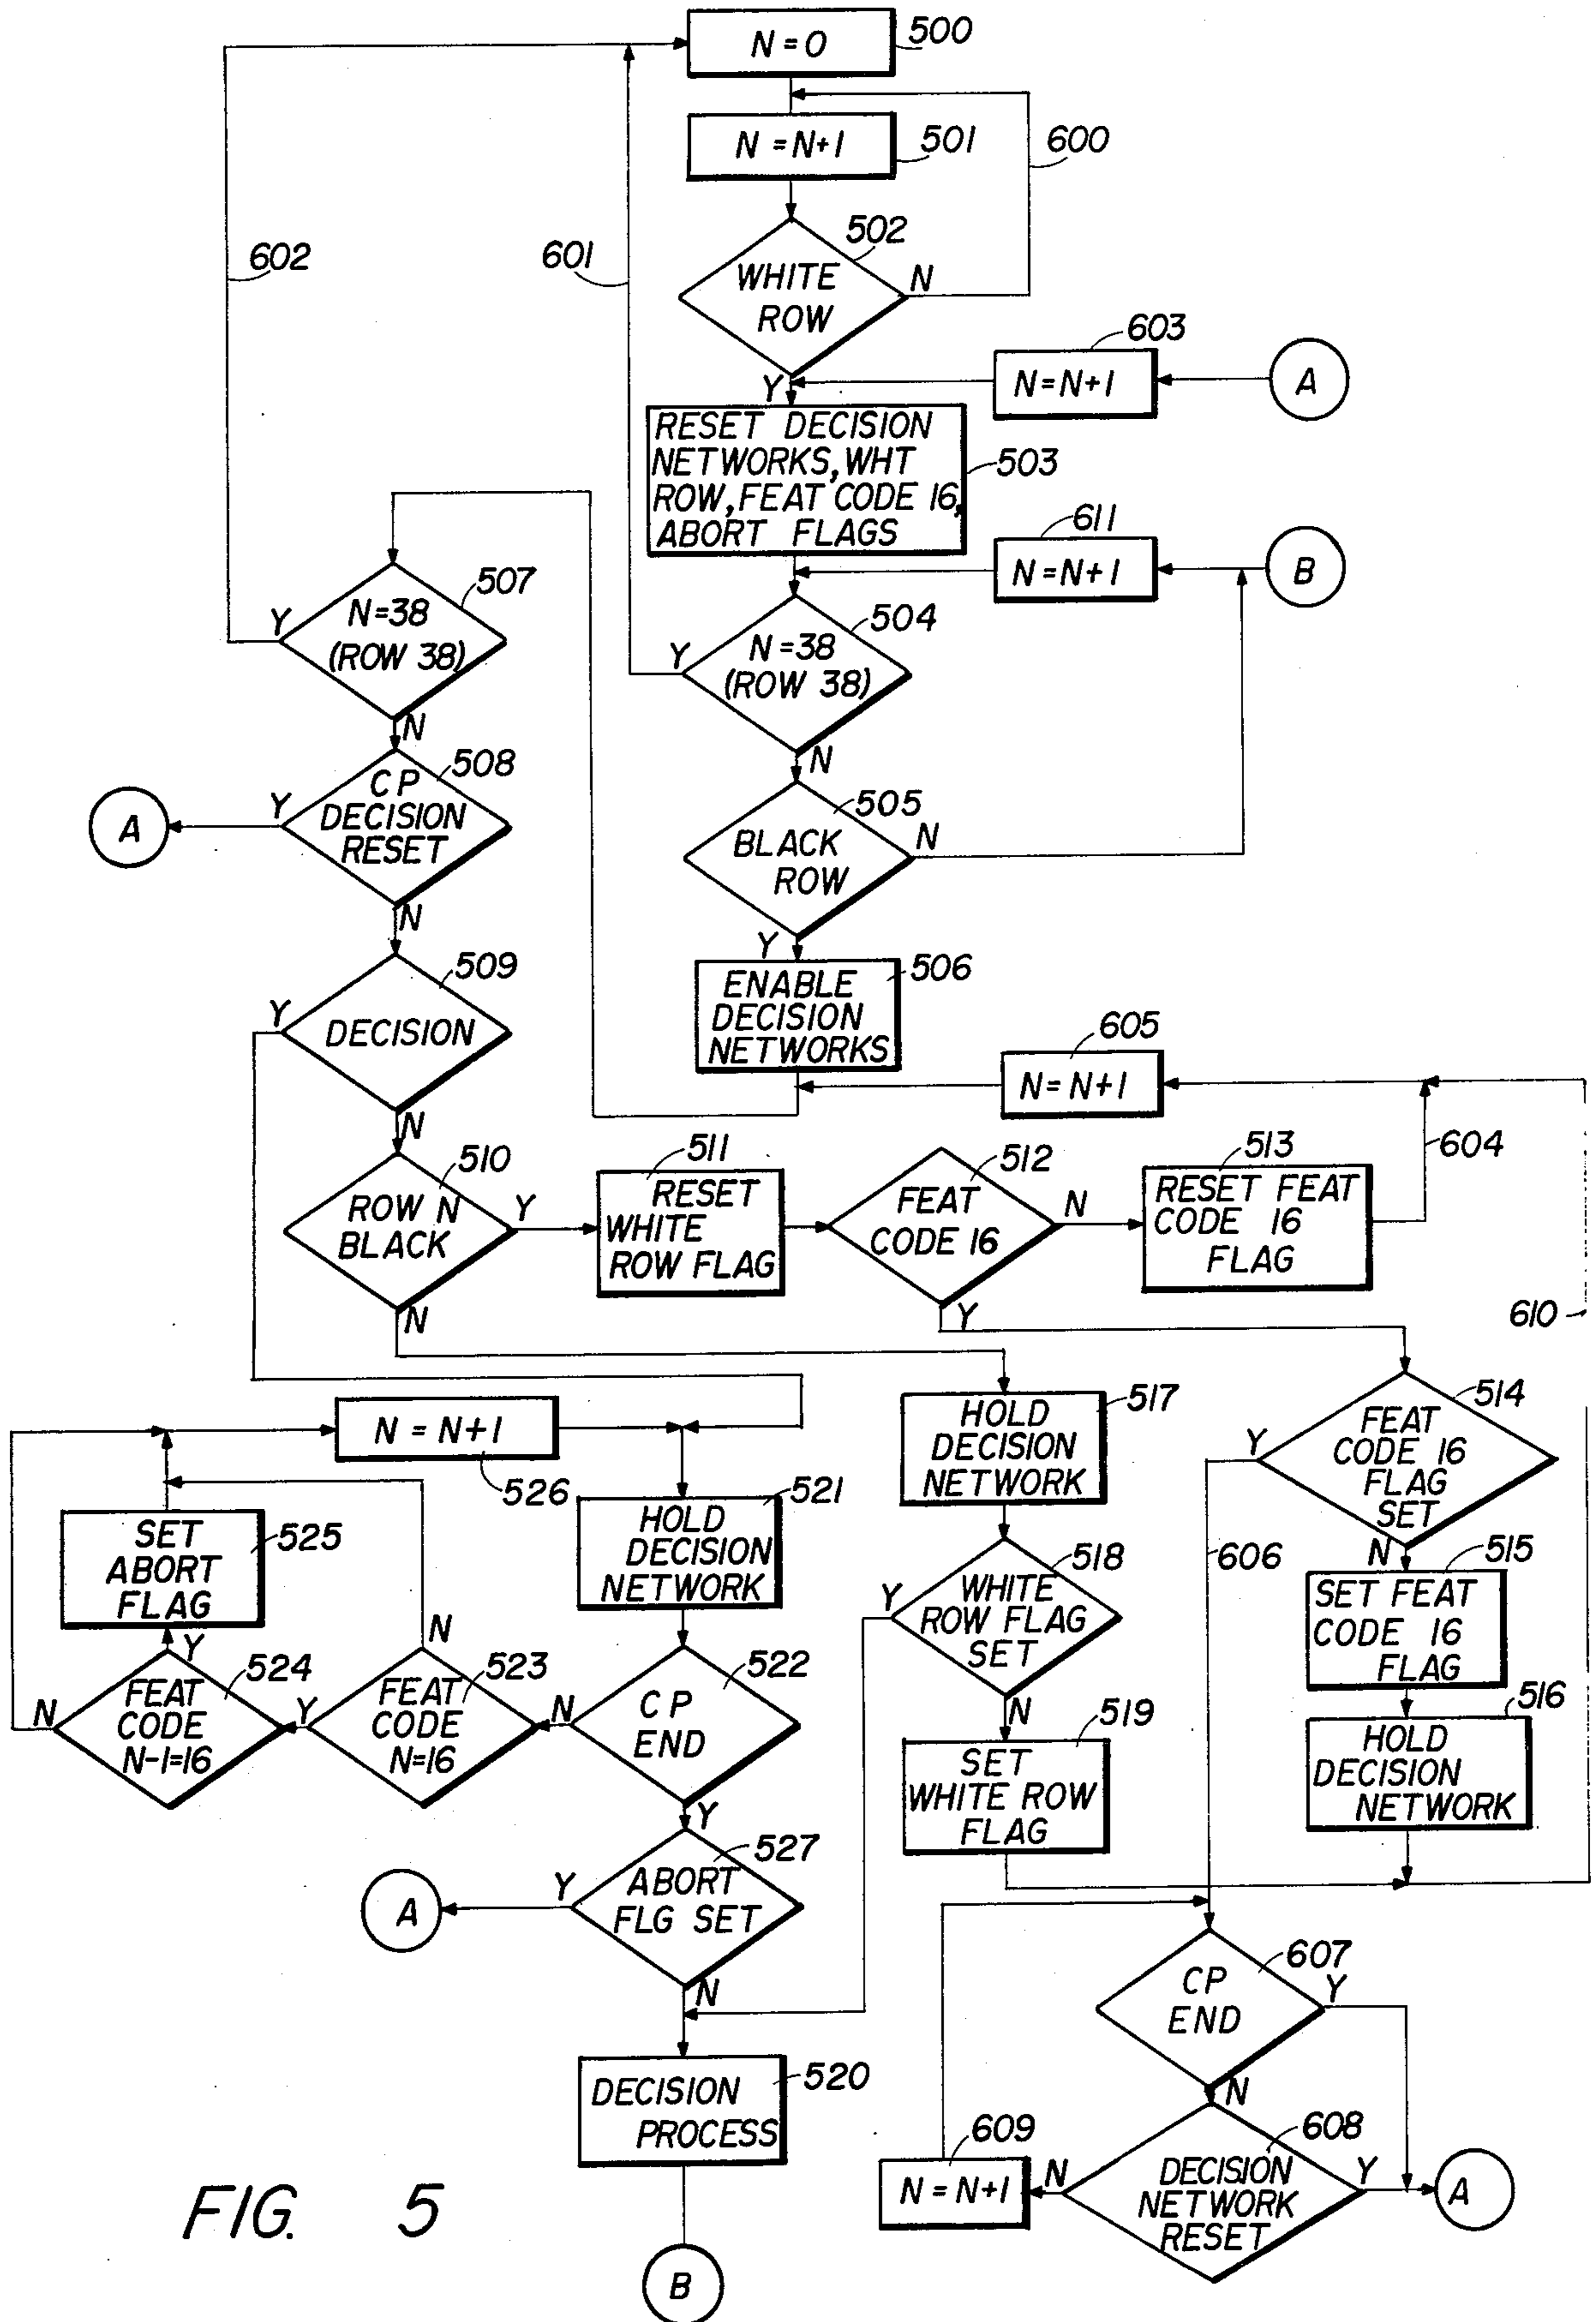 N = 0
500
N = N+1
501
600
502
WHITE
ROW
N
Y
602
601
603
N = N+1
A
RESET DECISION
NETWORKS, WHT
ROW, FEAT CODE 16,
ABORT FLAGS
503
611
N = N+1
B
507
N=38
(ROW 38)
Y
N
504
N=38
(ROW 38)
Y
N
508
CP
DECISION
RESET
Y
N
A
505
BLACK
ROW
N
Y
509
DECISION
Y
N
ENABLE
DECISION
NETWORKS
506
605
N = N+1
510
ROW N
BLACK
Y
N
511
RESET
WHITE
ROW FLAG
512
FEAT
CODE 16
N
Y
513
RESET FEAT
CODE 16
FLAG
604
610
N = N+1
526
517
HOLD
DECISION
NETWORK
514
FEAT
CODE 16
FLAG
SET
Y
N
SET
ABORT
FLAG
525
521
HOLD
DECISION
NETWORK
518
WHITE
ROW FLAG
SET
Y
N
606
515
SET FEAT
CODE 16
FLAG
524
FEAT
CODE
N-1=16
Y
N
523
FEAT
CODE
N=16
N
Y
522
CP
END
N
Y
519
SET
WHITE ROW
FLAG
516
HOLD
DECISION
NETWORK
527
ABORT
FLG SET
Y
N
A
607
CP
END
Y
N
DECISION
PROCESS
520
609
N = N+1
608
DECISION
NETWORK
RESET
N
Y
A
B
FIG. 5